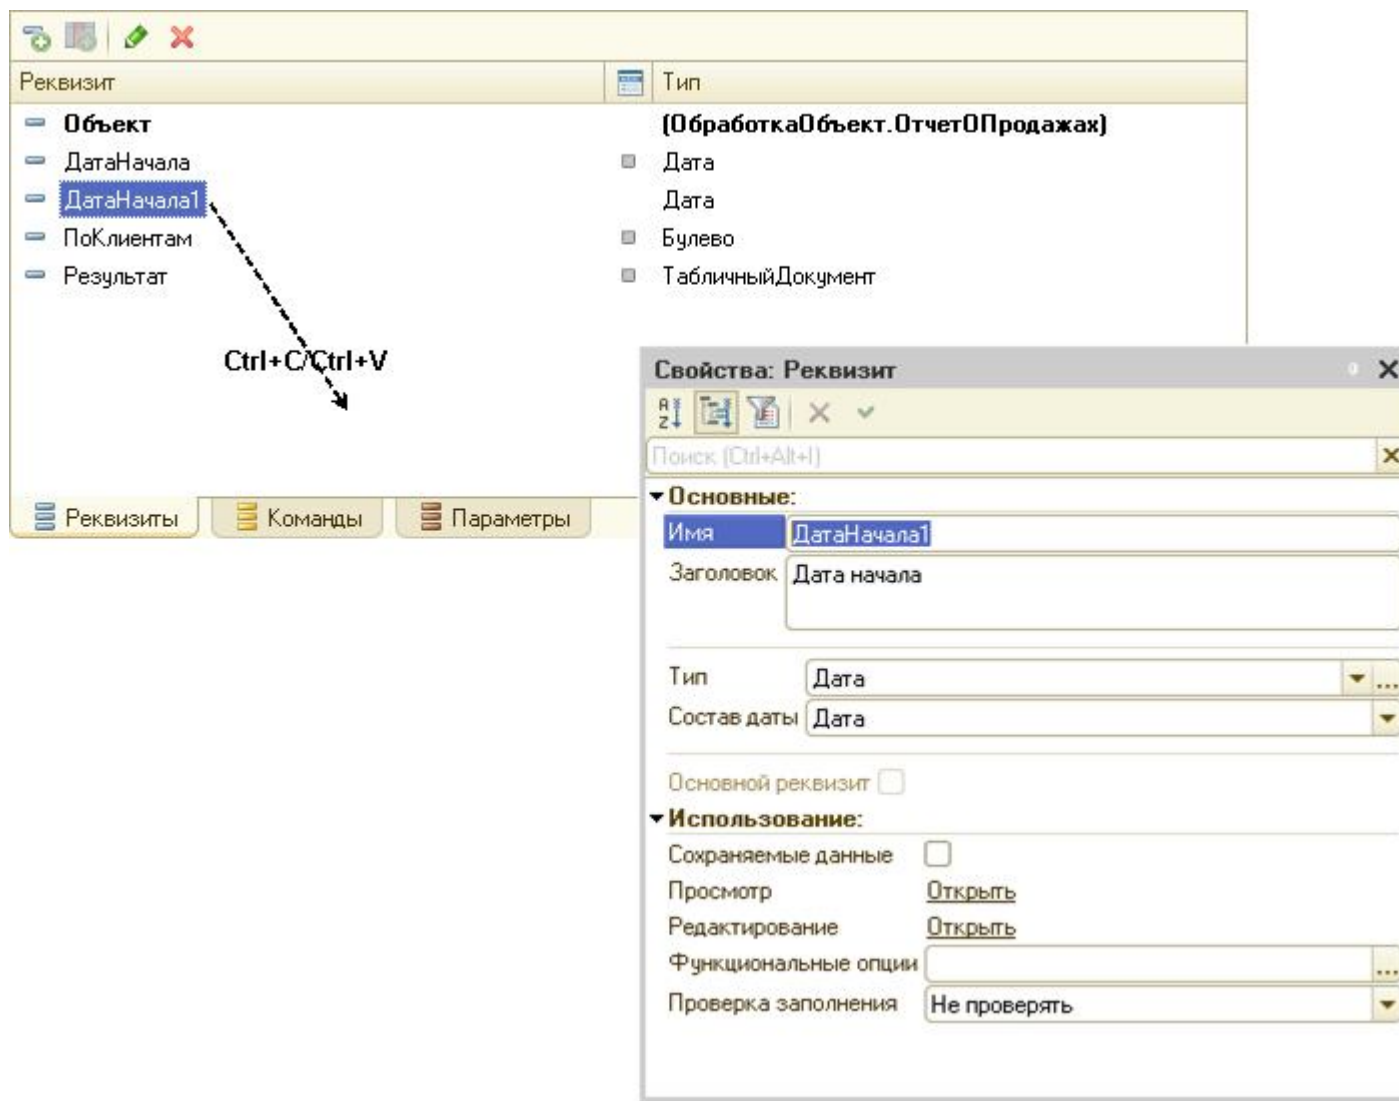 Реквизит Тип
Объект (ОбработкаОбъект.ОтчетОПродажах)
ДатаНачала Дата
ДатаНачала1 Дата
ПоКлиентам Булево
Результат ТабличныйДокумент
Ctrl+C/Ctrl+V
Реквизиты Команды Параметры
Свойства: Реквизит
Поиск (Ctrl+Alt+I)
Основные:
Имя ДатаНачала1
Заголовок Дата начала
Тип Дата
Состав даты Дата
Основной реквизит
Использование:
Сохраняемые данные
Просмотр Открыть
Редактирование Открыть
Функциональные опции
Проверка заполнения Не проверять